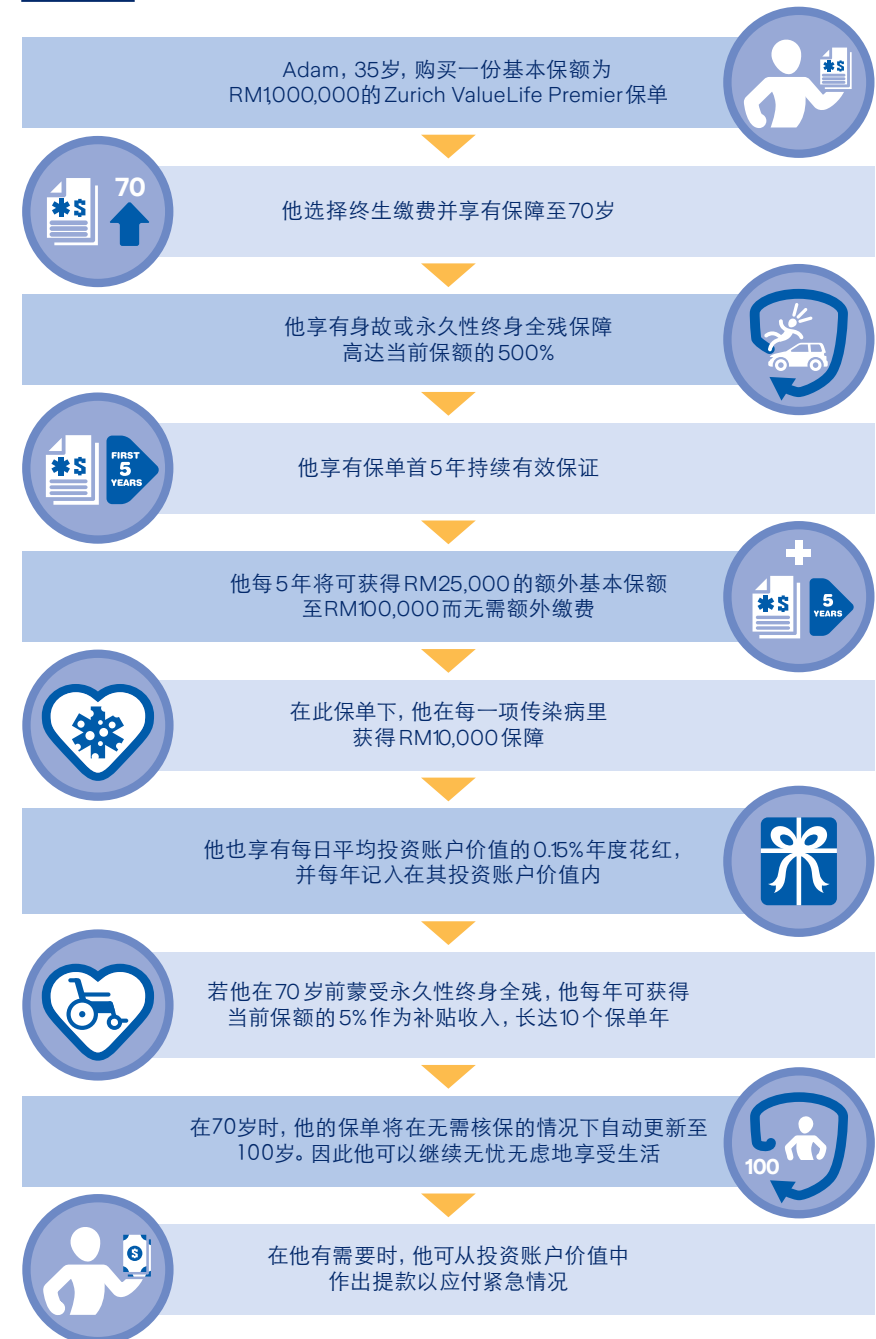 Adam, 35岁, 购买一份基本保额为
RM1,000,000的Zurich ValueLife Premier保单
*$
70
*$
他选择终生缴费并享有保障至70岁
他享有身故或永久性终身全残保障
高达当前保额的500%
*$
FIRST
5
YEARS
他享有保单首5年持续有效保证
他每5年将可获得RM25,000的额外基本保额
至RM100,000而无需额外缴费
+
*$
5
YEARS
在此保单下, 他在每一项传染病里
获得RM10,000保障
他也享有每日平均投资账户价值的0.15%年度花红,
并每年记入在其投资账户价值内
若他在70岁前蒙受永久性终身全残, 他每年可获得
当前保额的5%作为补贴收入, 长达10个保单年
在70岁时, 他的保单将在无需核保的情况下自动更新至
100岁。因此他可以继续无忧无虑地享受生活
100
$
在他有需要时, 他可从投资账户价值中
作出提款以应付紧急情况